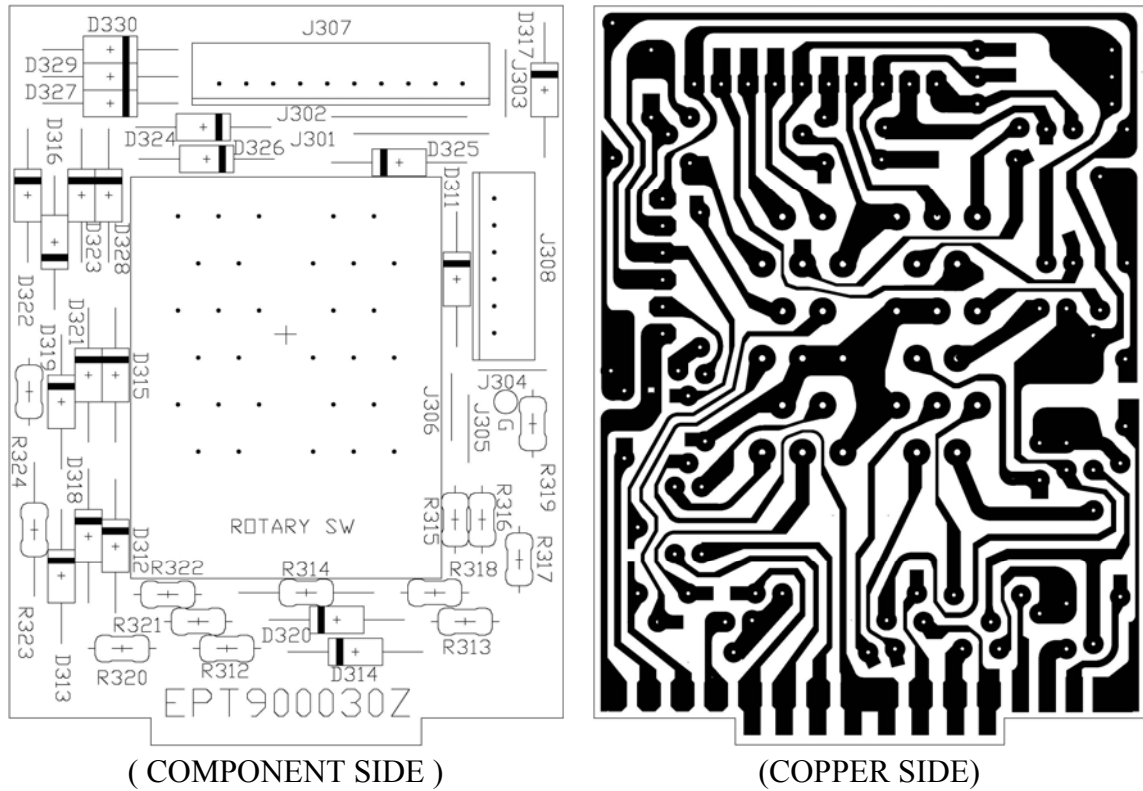 D330
J307
D317
D329
J303
D327
J302
D324
J301
D316
D326
D325
D311
D323
D328
J308
D322
D321
D319
D315
J304
J306
J305
G
R324
R319
D318
R315
R316
ROTARY SW
D312
R322
R314
R318
R317
R323
R321
D320
R313
R320
R312
D314
D313
EPT900030Z
( COMPONENT SIDE )
(COPPER SIDE)